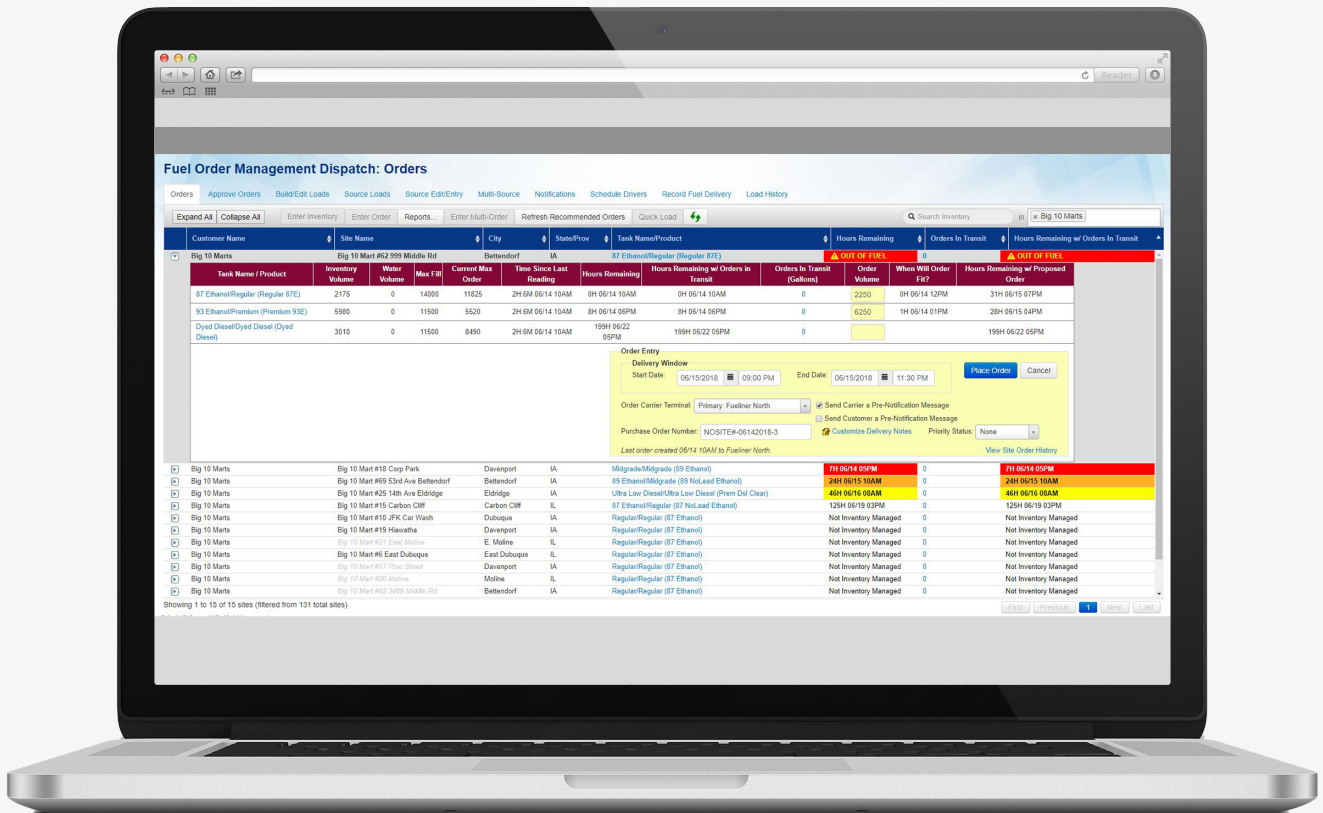 Reader
Fuel Order Management Dispatch: Orders
Orders Approve Orders Build/Edit Loads Source Loads Source Edit/Entry Multi-Source Notifications Schedule Drivers Record Fuel Delivery Load History
Expand All Collapse All Enter Inventory Enter Order Reports... Enter Multi-Order Refresh Recommended Orders Quick Load Search Inventory in × Big 10 Marts
Customer Name Site Name City State/Prov Tank Name/Product Hours Remaining Orders In Transit Hours Remaining w/ Orders In Transit
Big 10 Marts Big 10 Mart #62 999 Middle Rd Bettendorf IA 87 Ethanol/Regular (Regular 87E) OUT OF FUEL 0 OUT OF FUEL
Tank Name / Product Inventory Volume Water Volume Max Fill Current Max Order Time Since Last Reading Hours Remaining Hours Remaining w/ Orders in Transit Orders In Transit (Gallons) Order Volume When Will Order Fit? Hours Remaining w/ Proposed Order
87 Ethanol/Regular (Regular 87E) 2175 0 14000 11825 2H:6M 06/14 10AM 0H 06/14 10AM 0H 06/14 10AM 0 2250 0H 06/14 12PM 31H 06/15 07PM
93 Ethanol/Premium (Premium 93E) 5980 0 11500 5520 2H:6M 06/14 10AM 8H 06/14 06PM 8H 06/14 06PM 0 6250 1H 06/14 01PM 28H 06/15 04PM
Dyed Diesel/Dyed Diesel (Dyed Diesel) 3010 0 11500 8490 2H:6M 06/14 10AM 199H 06/22 05PM 199H 06/22 05PM 0 199H 06/22 05PM
Order Entry
Delivery Window
Start Date: 06/15/2018 09:00 PM End Date: 06/15/2018 11:30 PM Place Order Cancel
Order Carrier Terminal: Primary: Fueliner North Send Carrier a Pre-Notification Message
Send Customer a Pre-Notification Message
Purchase Order Number: NOSITE#-06142018-3 Customize Delivery Notes Priority Status: None
Last order created 06/14 10AM to Fueliner North. View Site Order History
Big 10 Marts Big 10 Mart #18 Corp Park Davenport IA Midgrade/Midgrade (89 Ethanol) 7H 06/14 05PM 0 7H 06/14 05PM
Big 10 Marts Big 10 Mart #69 53rd Ave Bettendorf Bettendorf IA 89 Ethanol/Midgrade (89 NoLead Ethanol) 24H 06/15 10AM 0 24H 06/15 10AM
Big 10 Marts Big 10 Mart #25 14th Ave Eldridge Eldridge IA Ultra Low Diesel/Ultra Low Diesel (Prem Dsl Clear) 46H 06/16 08AM 0 46H 06/16 08AM
Big 10 Marts Big 10 Mart #15 Carbon Cliff Carbon Cliff IL 87 Ethanol/Regular (87 NoLead Ethanol) 125H 06/19 03PM 0 125H 06/19 03PM
Big 10 Marts Big 10 Mart #10 JFK Car Wash Dubuque IA Regular/Regular (87 Ethanol) Not Inventory Managed 0 Not Inventory Managed
Big 10 Marts Big 10 Mart #19 Hiawatha Davenport IA Regular/Regular (87 Ethanol) Not Inventory Managed 0 Not Inventory Managed
Big 10 Marts Big 10 Mart #21 East Moline E. Moline IL Regular/Regular (87 Ethanol) Not Inventory Managed 0 Not Inventory Managed
Big 10 Marts Big 10 Mart #6 East Dubuque East Dubuque IL Regular/Regular (87 Ethanol) Not Inventory Managed 0 Not Inventory Managed
Big 10 Marts Big 10 Mart #17 Pine Street Davenport IA Regular/Regular (87 Ethanol) Not Inventory Managed 0 Not Inventory Managed
Big 10 Marts Big 10 Mart #20 Moline Moline IL Regular/Regular (87 Ethanol) Not Inventory Managed 0 Not Inventory Managed
Big 10 Marts Big 10 Mart #63 3469 Middle Rd Bettendorf IA Regular/Regular (87 Ethanol) Not Inventory Managed 0 Not Inventory Managed
Showing 1 to 15 of 15 sites (filtered from 131 total sites) First Previous 1 Next Last